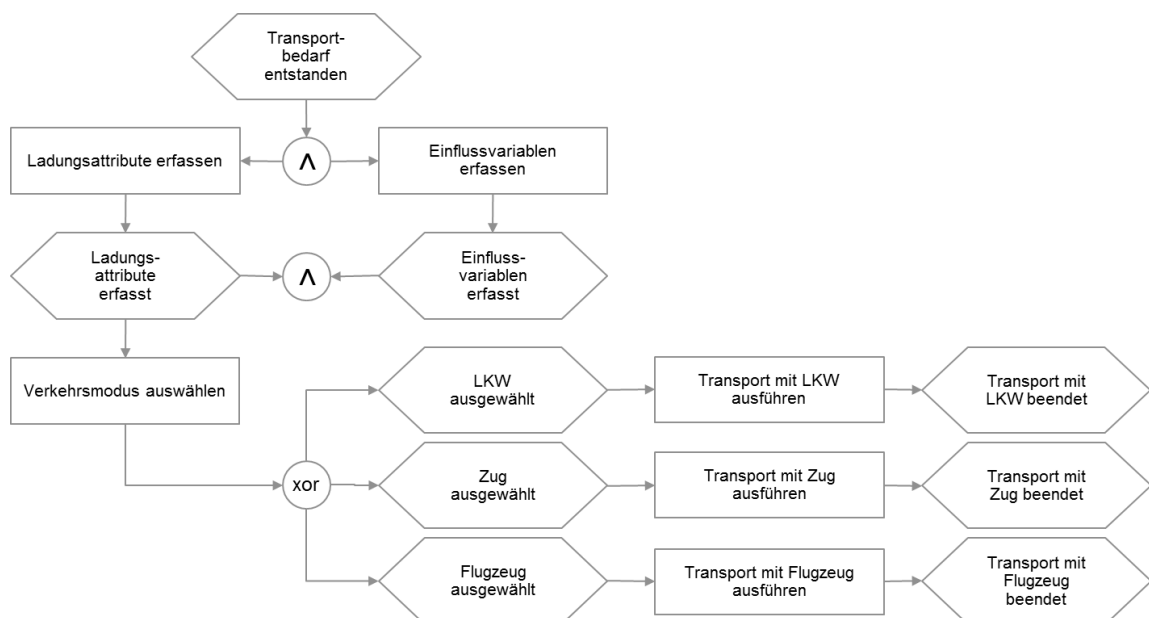 Transport-
bedarf
entstanden
Ladungsattribute erfassen
Λ
Einflussvariablen
erfassen
Ladungs-
attribute
erfasst
Λ
Einfluss-
variablen
erfasst
Verkehrsmodus auswählen
LKW
ausgewählt
Transport mit LKW
ausführen
Transport mit
LKW beendet
xor
Zug
ausgewählt
Transport mit Zug
ausführen
Transport mit
Zug beendet
Flugzeug
ausgewählt
Transport mit Flugzeug
ausführen
Transport mit
Flugzeug
beendet